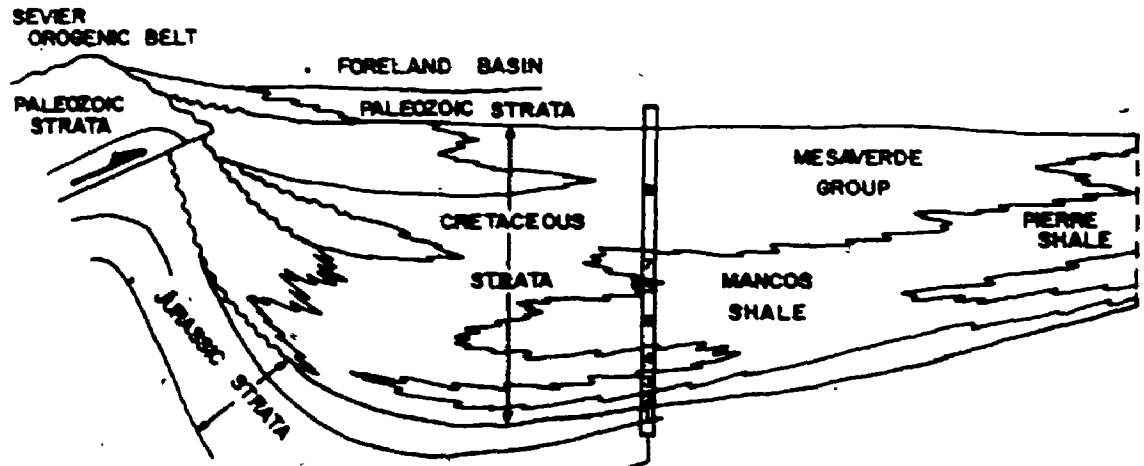 SEVIER
OROGENIC BELT
FORELAND BASIN
PALEOZOIC
STRATA
PALEOZOIC STRATA
MESAVERDE
GROUP
CRETACEOUS
STRATA
PIERRE
SHALE
MANCOS
SHALE
JURASSIC STRATA